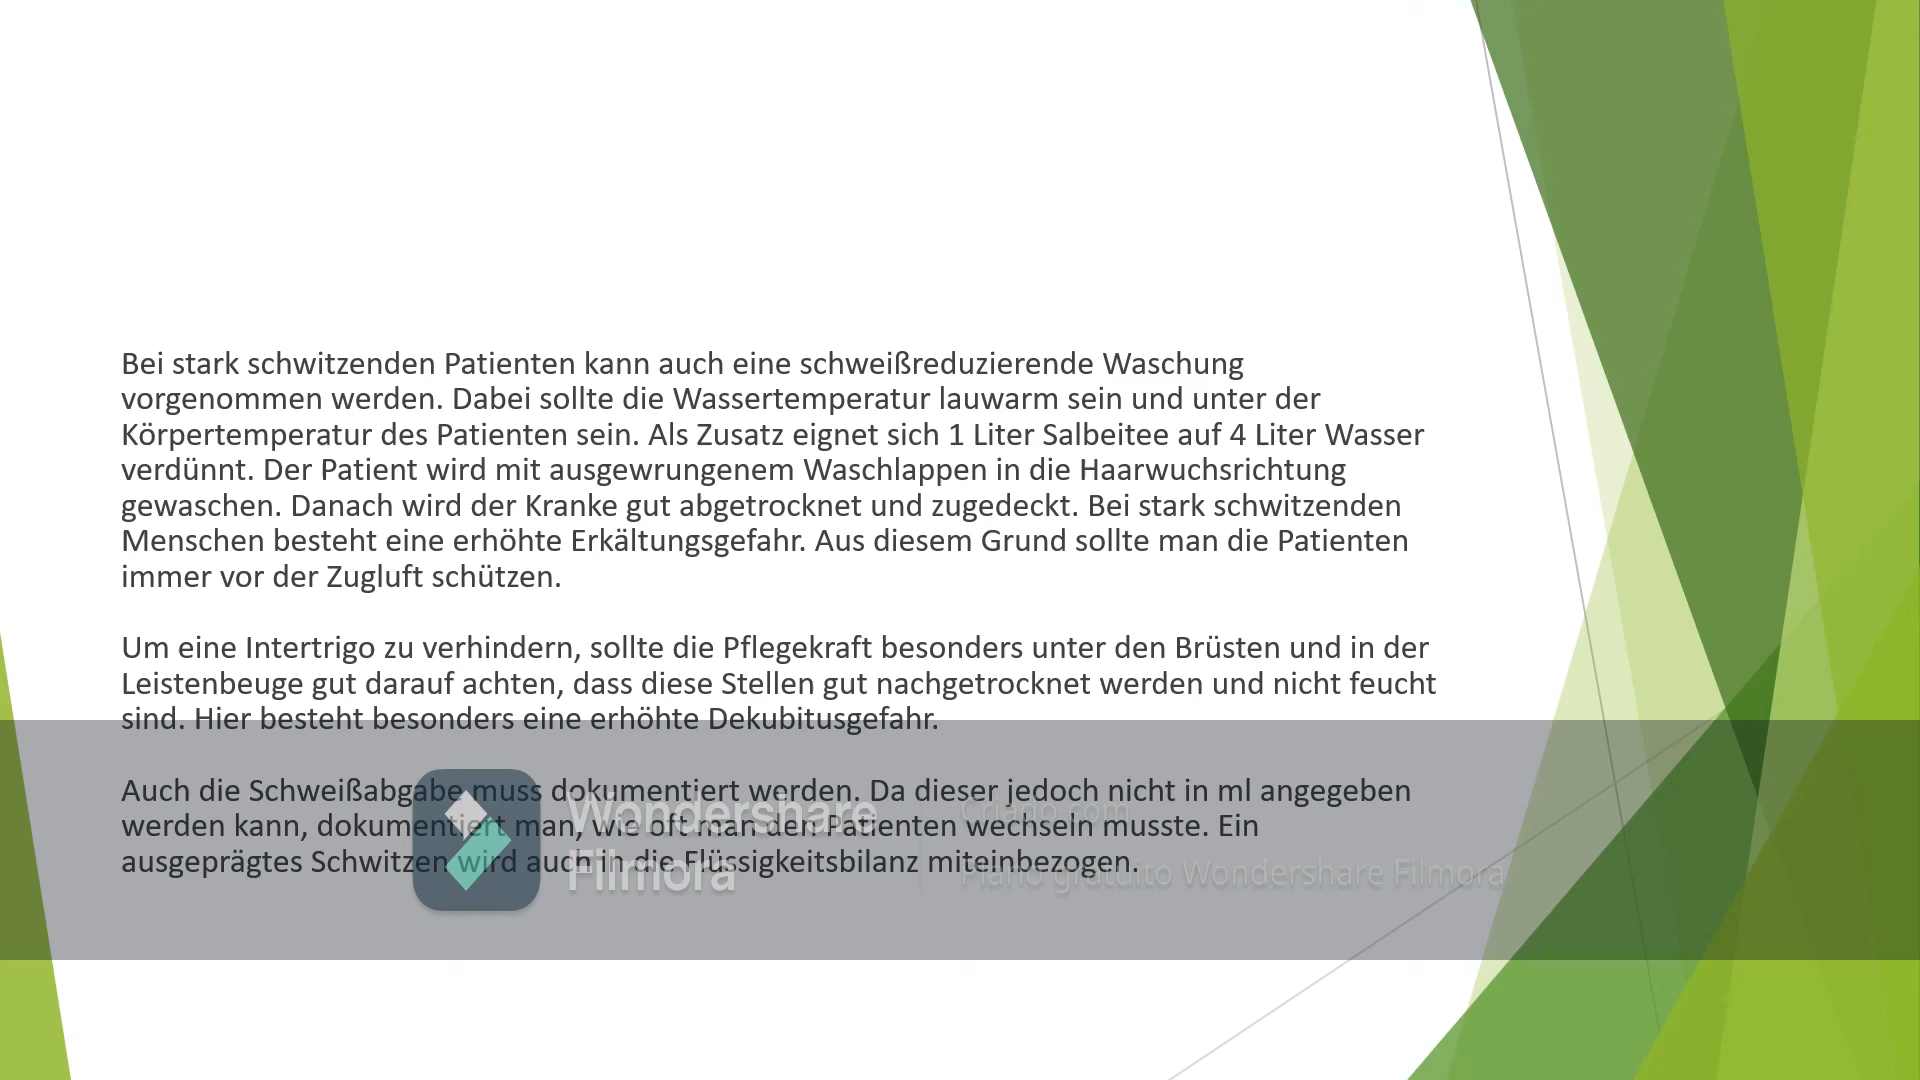 Bei stark schwitzenden Patienten kann auch eine schweißreduzierende Waschung
vorgenommen werden. Dabei sollte die Wassertemperatur lauwarm sein und unter der
Körpertemperatur des Patienten sein. Als Zusatz eignet sich 1 Liter Salbeitee auf 4 Liter Wasser
verdünnt. Der Patient wird mit ausgewrungenem Waschlappen in die Haarwuchsrichtung
gewaschen. Danach wird der Kranke gut abgetrocknet und zugedeckt. Bei stark schwitzenden
Menschen besteht eine erhöhte Erkältungsgefahr. Aus diesem Grund sollte man die Patienten
immer vor der Zugluft schützen.
Um eine Intertrigo zu verhindern, sollte die Pflegekraft besonders unter den Brüsten und in der
Leistenbeuge gut darauf achten, dass diese Stellen gut nachgetrocknet werden und nicht feucht
sind. Hier besteht besonders eine erhöhte Dekubitusgefahr.
Auch die Schweißabgabe muss dokumentiert werden. Da dieser jedoch nicht in ml angegeben
werden kann, dokumentiert man, wie oft man den Patienten wechseln musste. Ein
ausgeprägtes Schwitzen wird auch in die Flüssigkeitsbilanz miteinbezogen.
Wondershare
Filmora
Criado com
Plano gratuito Wondershare Filmora